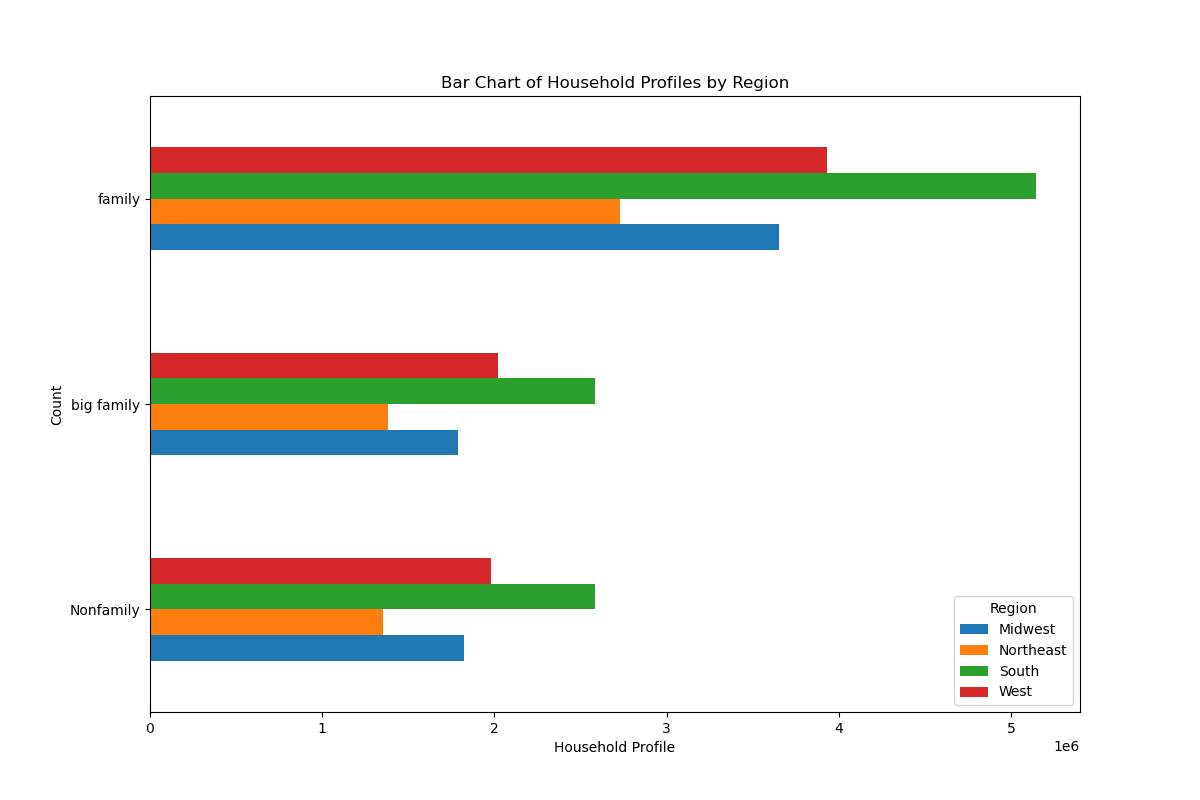 Bar Chart of Household Profiles by Region
family
big family
Nonfamily
Count
0 1 2 3 4 5
1e6
Household Profile
Region
Midwest
Northeast
South
West